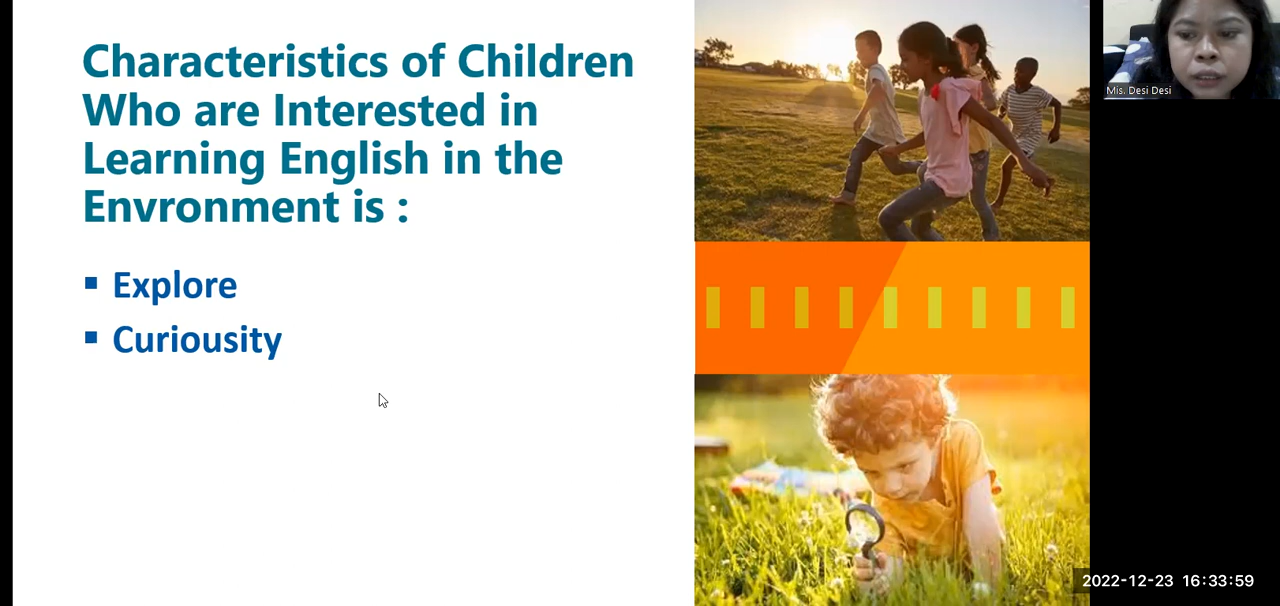 Characteristics of Children
Who are Interested in
Learning English in the
Envronment is :
▪ Explore
▪ Curiousity
Mis. Desi Desi
2022-12-23 16:33:59